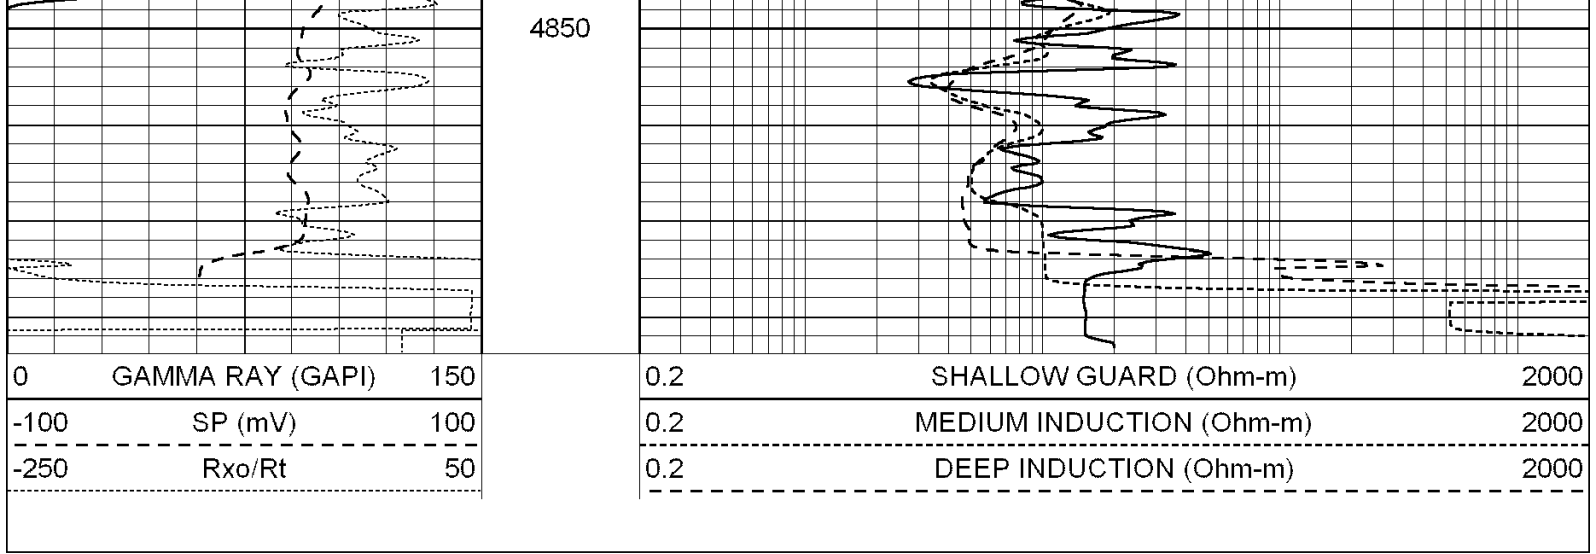 4850
0 GAMMA RAY (GAPI) 150
0.2 SHALLOW GUARD (Ohm-m) 2000
-100 SP (mV) 100
0.2 MEDIUM INDUCTION (Ohm-m) 2000
-250 Rxo/Rt 50
0.2 DEEP INDUCTION (Ohm-m) 2000